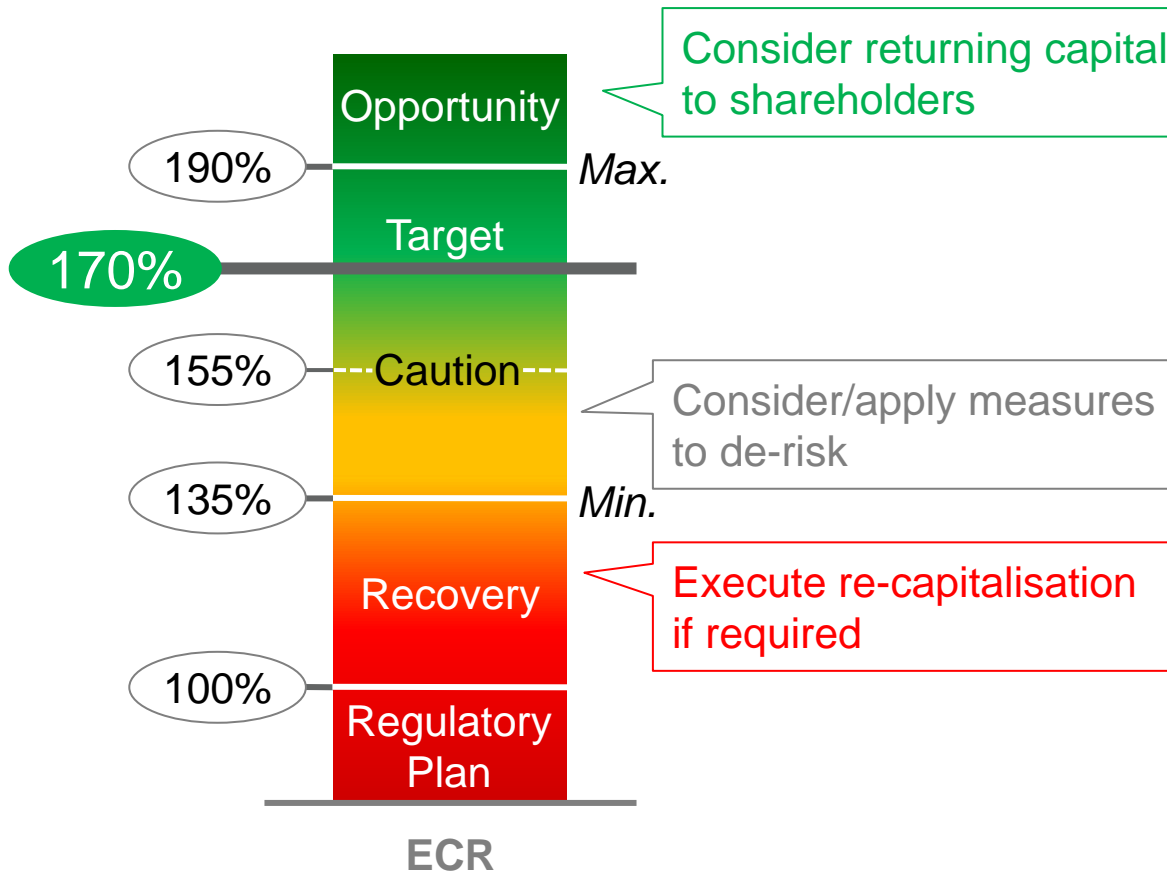 Consider returning capital
to shareholders
Opportunity
190%
Max.
Target
170%
155%
Caution
Consider/apply measures
to de-risk
135%
Min.
Recovery
Execute re-capitalisation
if required
100%
Regulatory
Plan
ECR